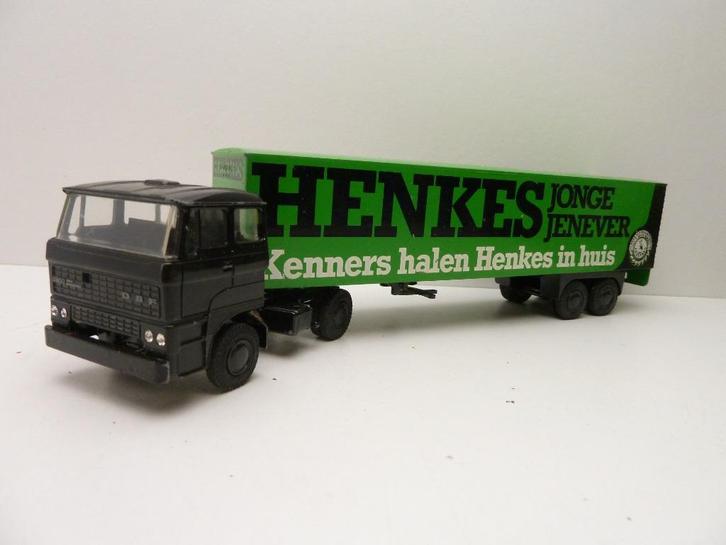 HENKES
JONGE
JENEVER
Kenners halen Henkes in huis
DAF